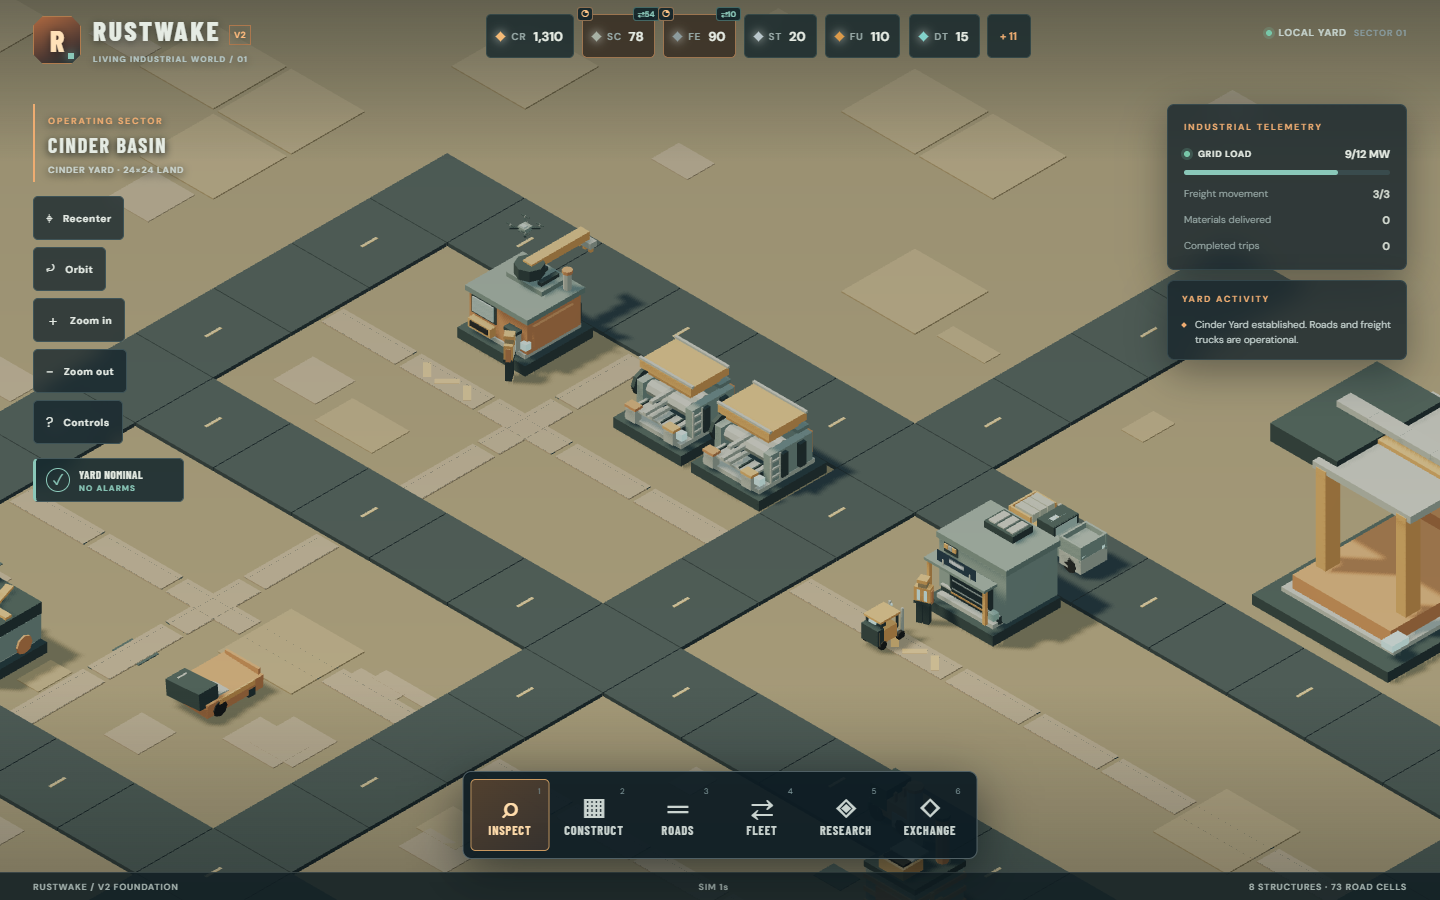 R
RUSTWAKE V2
LIVING INDUSTRIAL WORLD / 01
CR 1,310
SC 78
⇄54
FE 90
⇄10
ST 20
FU 110
DT 15
+11
LOCAL YARD SECTOR 01
OPERATING SECTOR
CINDER BASIN
CINDER YARD · 24×24 LAND
Recenter
Orbit
+ Zoom in
− Zoom out
? Controls
YARD NOMINAL
NO ALARMS
INDUSTRIAL TELEMETRY
GRID LOAD 9/12 MW
Freight movement 3/3
Materials delivered 0
Completed trips 0
YARD ACTIVITY
Cinder Yard established. Roads and freight
trucks are operational.
1 INSPECT
2 CONSTRUCT
3 ROADS
4 FLEET
5 RESEARCH
6 EXCHANGE
RUSTWAKE / V2 FOUNDATION
SIM 1s
8 STRUCTURES · 73 ROAD CELLS